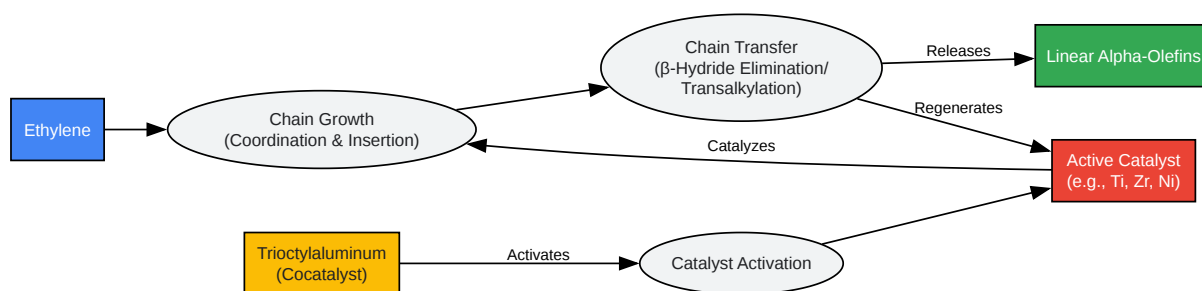 Ethylene
Chain Growth
(Coordination & Insertion)
Chain Transfer
(β-Hydride Elimination/
Transalkylation)
Releases
Linear Alpha-Olefins
Regenerates
Catalyzes
Active Catalyst
(e.g., Ti, Zr, Ni)
Trioctylaluminum
(Cocatalyst)
Activates
Catalyst Activation